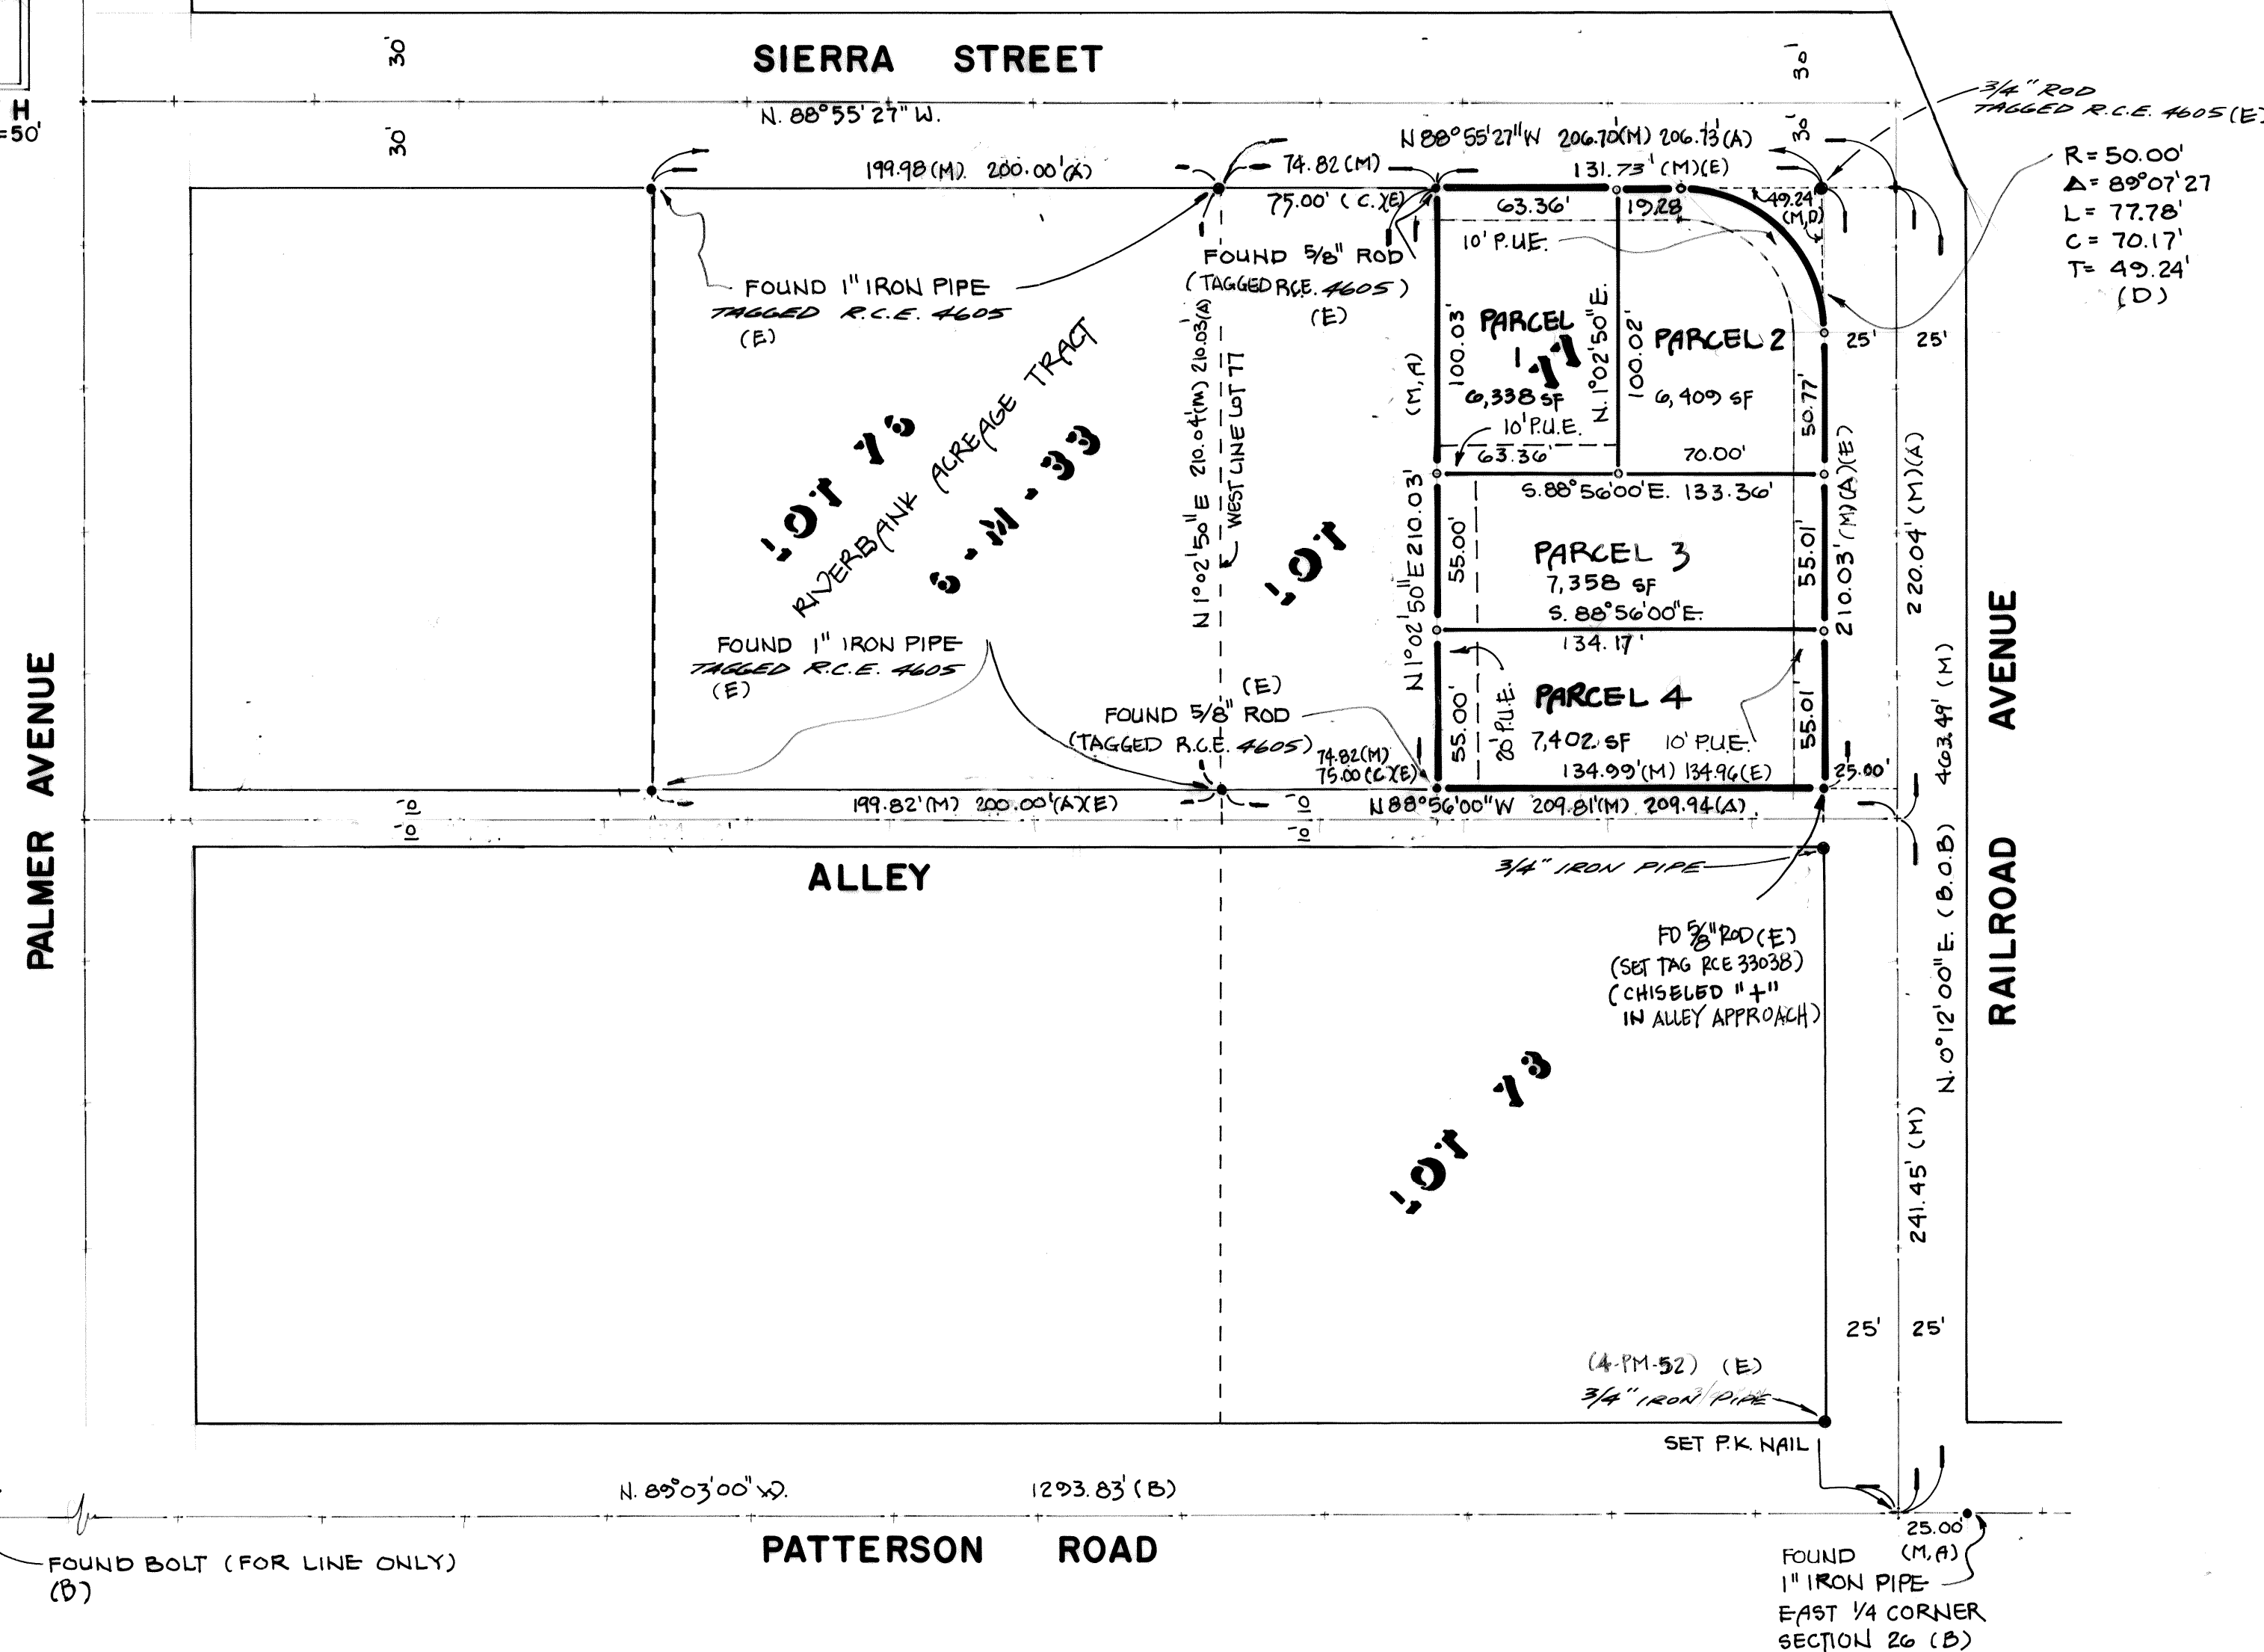 H
=50'
SIERRA STREET
30'
30'
30'
30'
N. 88°55'27"W.
3/4" ROD
TAGGED R.C.E. 4605 (E)
N88°55'27"W 206.70'(M) 206.73'(A)
199.98(M). 200.00'(A)
74.82(M)
131.73' (M)(E)
75.00' (C.)(E)
63.36'
19.28
49.24'
(M,D)
R=50.00'
Δ=89°07'27
L= 77.78'
C= 70.17'
T= 49.24'
(D)
10' P.U.E.
FOUND 5/8" ROD
(TAGGED R.C.E. 4605)
(E)
FOUND 1" IRON PIPE
TAGGED R.C.E. 4605
(E)
PARCEL
1
6,338 SF
10' P.U.E.
63.36'
100.03'
(M,A)
N. 1°02'50"E.
100.02'
PARCEL 2
6,409 SF
70.00'
50.77'
25'
25'
77
LOT 76
RIVERBANK ACREAGE TRACT
9-M-33
N 1°02'50"E 210.04'(M) 210.03'(A)
WEST LINE LOT 77
LOT
S.88°56'00"E. 133.36'
N 1°02'50"E 210.03'
55.00'
PARCEL 3
7,358 SF
S. 88°56'00"E.
134.17'
55.01'
210.03'(M)(A)(E)
220.04'(M)(A)
FOUND 1" IRON PIPE
TAGGED R.C.E. 4605
(E)
(E)
FOUND 5/8" ROD
(TAGGED R.C.E. 4605)
74.82(M)
75.00(C)(E)
55.00'
20' P.U.E.
PARCEL 4
7,402 SF
10' P.U.E.
134.99'(M) 134.96(E)
55.01'
25.00'
463.49' (M)
199.82'(M) 200.00'(A)(E)
N88°56'00"W 209.81'(M). 209.94(A).
10'
10'
10'
10'
PALMER AVENUE
RAILROAD AVENUE
ALLEY
3/4" IRON PIPE
FD 5/8" ROD (E)
(SET TAG RCE 33038)
(CHISELED "+"
IN ALLEY APPROACH)
N. 0°12'00"E. (B.O.B)
LOT 78
241.45' (M)
25'
25'
(4-PM-52) (E)
3/4" IRON PIPE
SET P.K. NAIL
N. 89°03'00"W. 1293.83'(B)
PATTERSON ROAD
FOUND BOLT (FOR LINE ONLY)
(B)
25.00'
(M,A)
FOUND
1" IRON PIPE
EAST 1/4 CORNER
SECTION 26 (B)